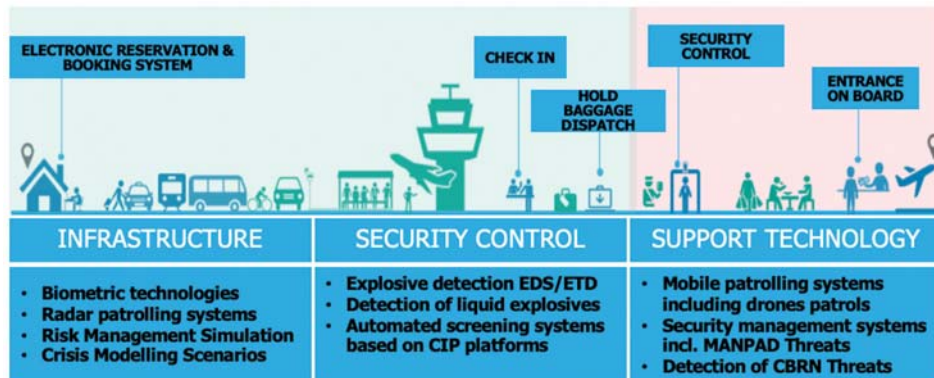 ELECTRONIC RESERVATION &
BOOKING SYSTEM
CHECK IN
HOLD
BAGGAGE
DISPATCH
SECURITY
CONTROL
ENTRANCE
ON BOARD
INFRASTRUCTURE
• Biometric technologies
• Radar patrolling systems
• Risk Management Simulation
• Crisis Modelling Scenarios
SECURITY CONTROL
• Explosive detection EDS/ETD
• Detection of liquid explosives
• Automated screening systems
based on CIP platforms
SUPPORT TECHNOLOGY
• Mobile patrolling systems
including drones patrols
• Security management systems
incl. MANPAD Threats
• Detection of CBRN Threats